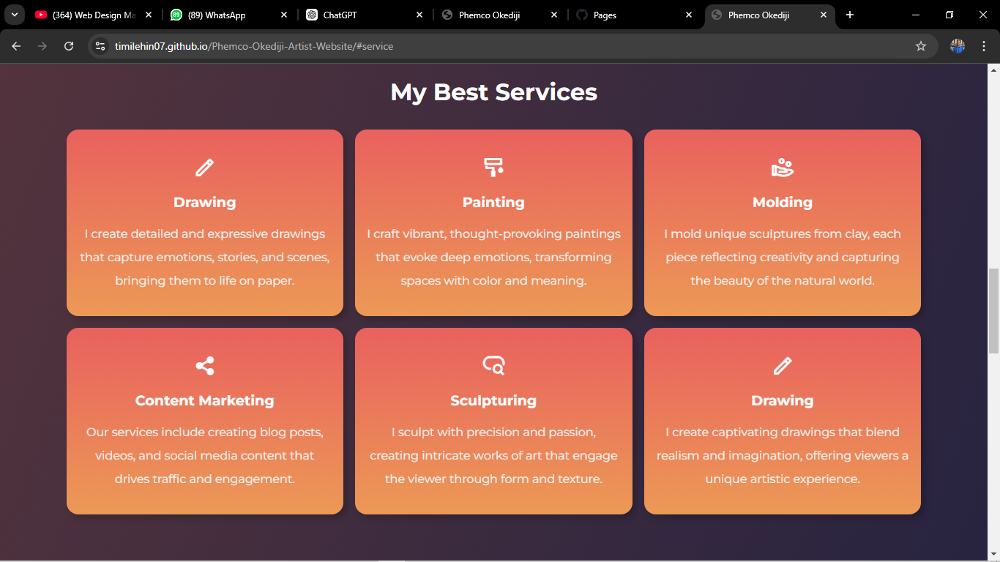 (364) Web Design Ma
(89) WhatsApp
ChatGPT
Phemco Okediji
Pages
Phemco Okediji
timilehin07.github.io/Phemco-Okediji-Artist-Website/#service
My Best Services
Drawing
I create detailed and expressive drawings
that capture emotions, stories, and scenes,
bringing them to life on paper.
Painting
I craft vibrant, thought-provoking paintings
that evoke deep emotions, transforming
spaces with color and meaning.
Molding
I mold unique sculptures from clay, each
piece reflecting creativity and capturing
the beauty of the natural world.
Content Marketing
Our services include creating blog posts,
videos, and social media content that
drives traffic and engagement.
Sculpturing
I sculpt with precision and passion,
creating intricate works of art that engage
the viewer through form and texture.
Drawing
I create captivating drawings that blend
realism and imagination, offering viewers a
unique artistic experience.